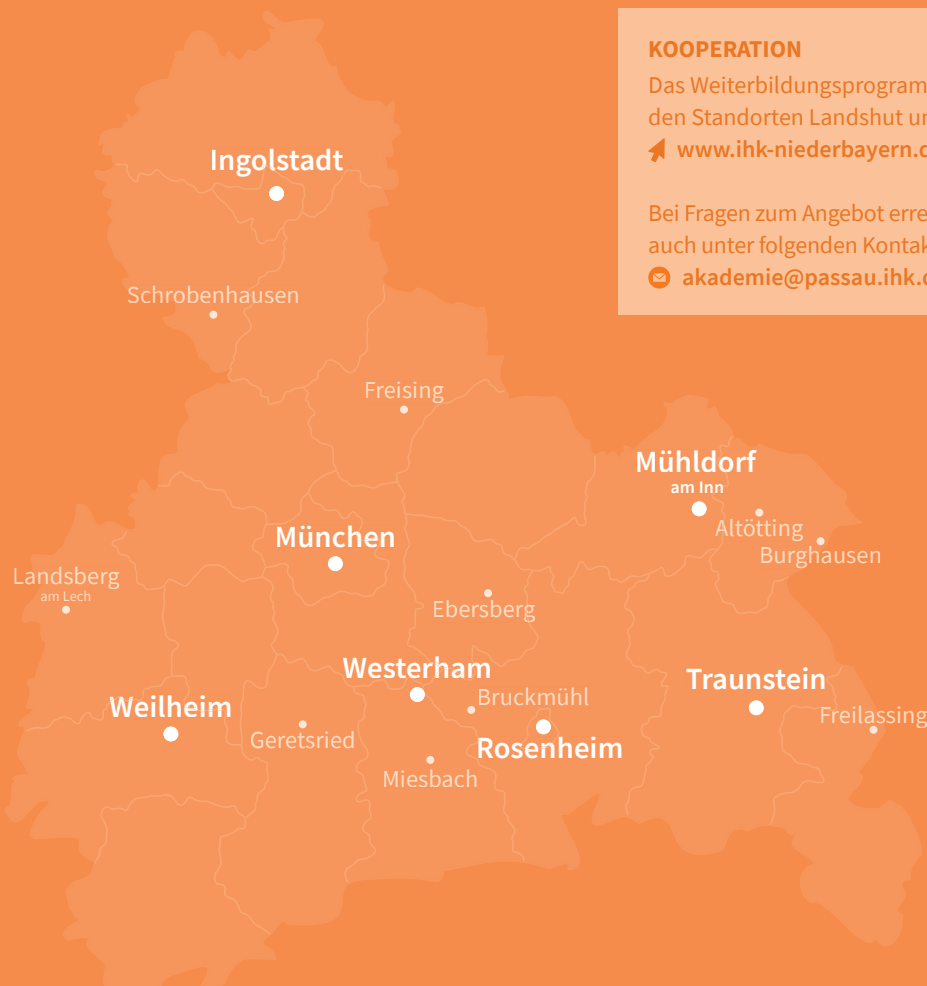 KOOPERATION
Das Weiterbildungsprogram
den Standorten Landshut un
www.ihk-niederbayern.d
Bei Fragen zum Angebot erre
auch unter folgenden Kontak
akademie@passau.ihk.d
Ingolstadt
Schrobenhausen
Freising
Mühldorf
am Inn
Altötting
Burghausen
München
Landsberg
am Lech
Ebersberg
Westerham
Traunstein
Weilheim
Bruckmühl
Freilassing
Geretsried
Rosenheim
Miesbach